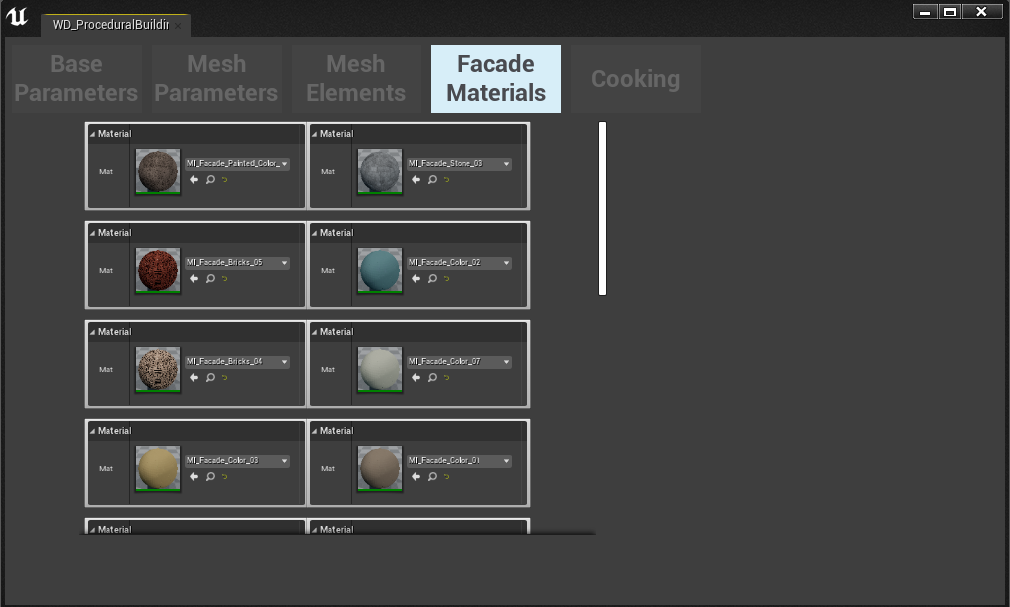 WD_ProceduralBuildir
Base
Parameters
Mesh
Parameters
Mesh
Elements
Facade
Materials
Cooking
Material
Mat
MI_Facade_Painted_Color_
Material
Mat
MI_Facade_Stone_03
Material
Mat
MI_Facade_Bricks_05
Material
Mat
MI_Facade_Color_02
Material
Mat
MI_Facade_Bricks_04
Material
Mat
MI_Facade_Color_07
Material
Mat
MI_Facade_Color_03
Material
Mat
MI_Facade_Color_01
Material
Material